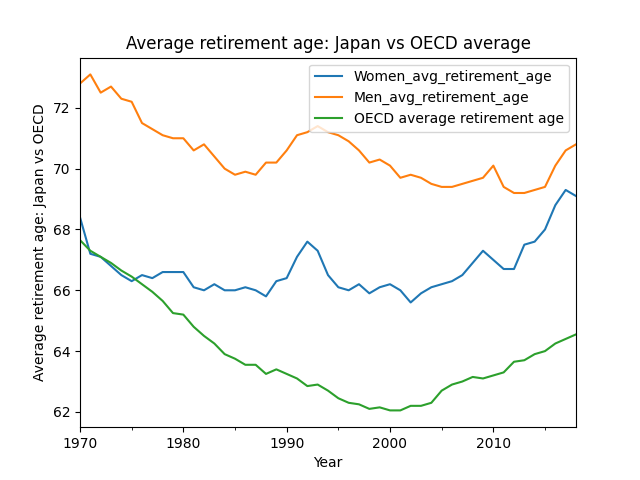 Average retirement age: Japan vs OECD average
Women_avg_retirement_age
Men_avg_retirement_age
OECD average retirement age
Average retirement age: Japan vs OECD
72
70
68
66
64
62
1970
1980
1990
2000
2010
Year